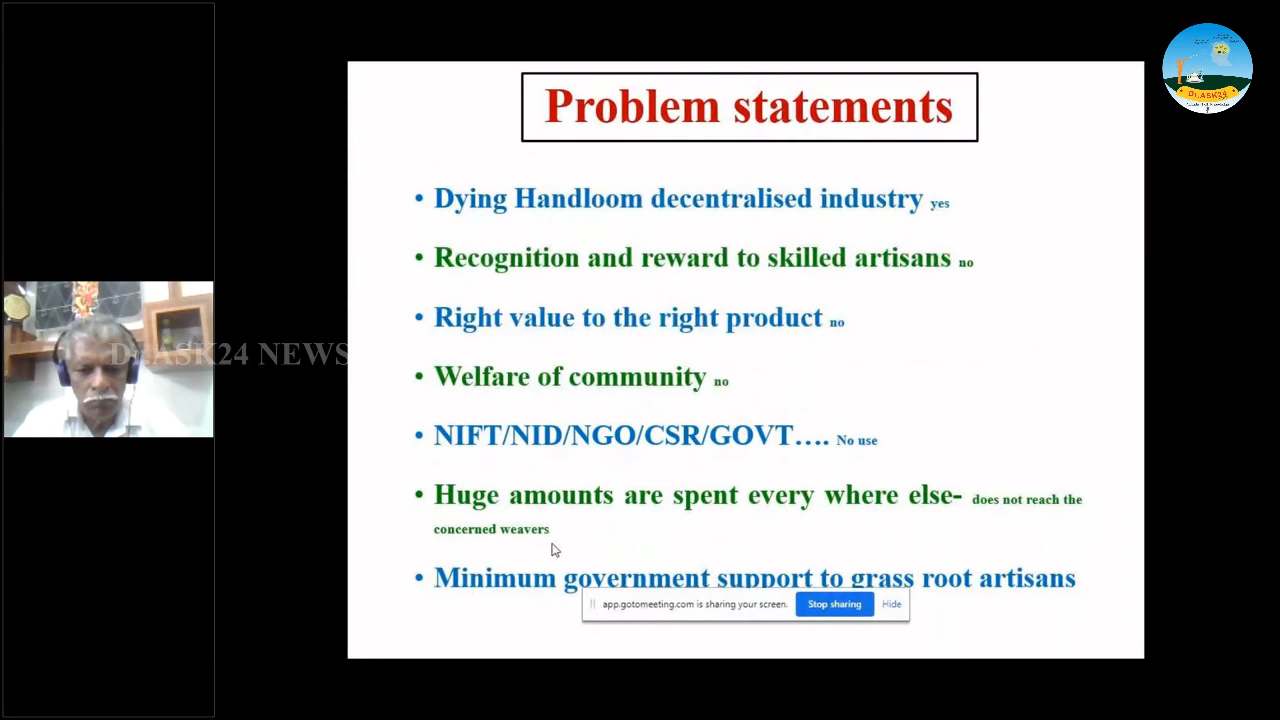 Problem statements
• Dying Handloom decentralised industry yes
• Recognition and reward to skilled artisans no
• Right value to the right product no
Dr.ASK24 NEWS
• Welfare of community no
• NIFT/NID/NGO/CSR/GOVT…. No use
• Huge amounts are spent every where else- does not reach the
concerned weavers
• Minimum government support to grass root artisans
app.gotomeeting.com is sharing your screen. Stop sharing Hide
Dr.ASK24